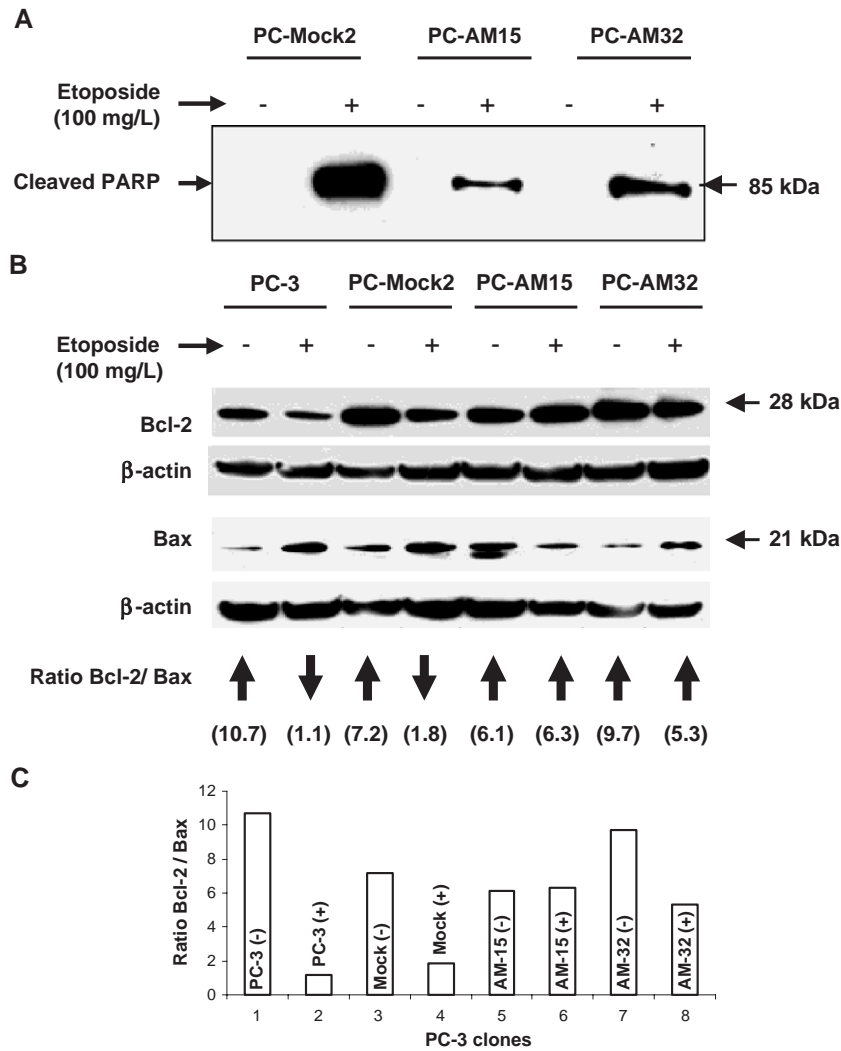 A
PC-Mock2 PC-AM15 PC-AM32
Etoposide
(100 mg/L)
- + - + - +
Cleaved PARP
85 kDa
B
PC-3 PC-Mock2 PC-AM15 PC-AM32
Etoposide
(100 mg/L)
- + - + - + - +
28 kDa
Bcl-2
β-actin
Bax
21 kDa
β-actin
Ratio Bcl-2/ Bax
(10.7) (1.1) (7.2) (1.8) (6.1) (6.3) (9.7) (5.3)
C
Ratio Bcl-2 / Bax
12
10
8
6
4
2
0
PC-3 (-)
PC-3 (+)
Mock (-)
Mock (+)
AM-15 (-)
AM-15 (+)
AM-32 (-)
AM-32 (+)
1 2 3 4 5 6 7 8
PC-3 clones